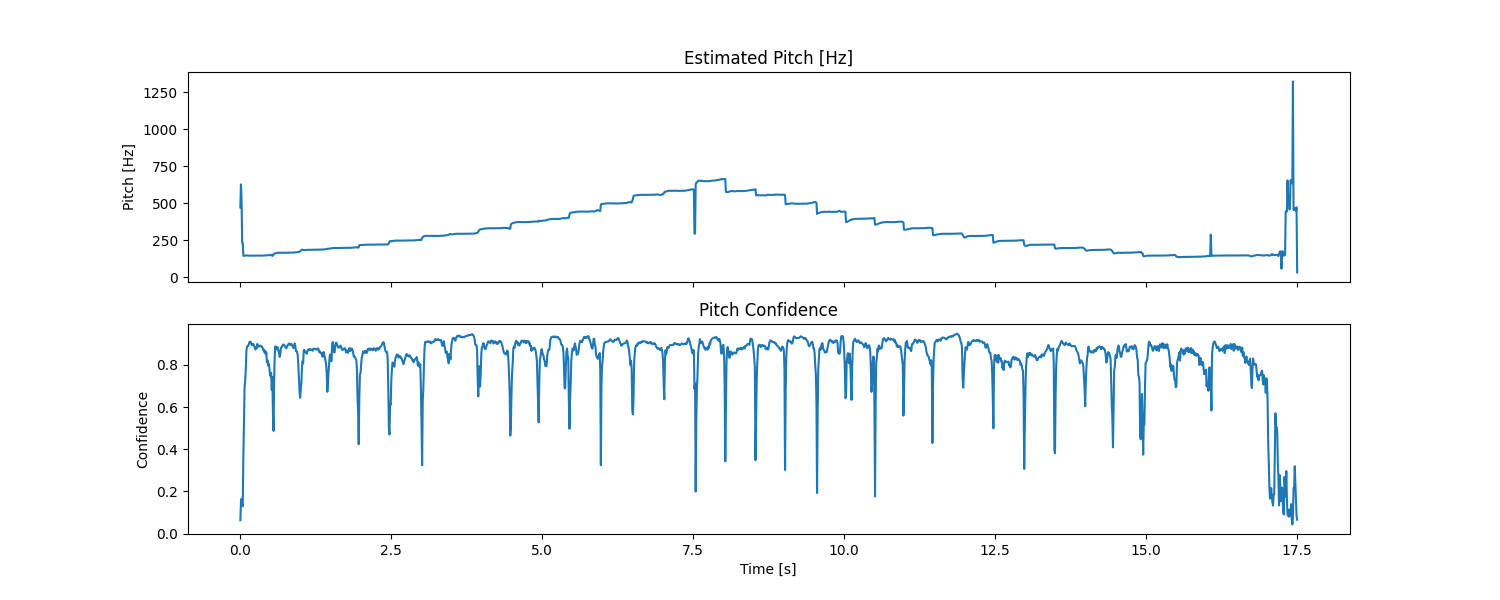 Estimated Pitch [Hz]
Pitch [Hz]
1250
1000
750
500
250
0
Pitch Confidence
Confidence
0.8
0.6
0.4
0.2
0.0
0.0 2.5 5.0 7.5 10.0 12.5 15.0 17.5
Time [s]